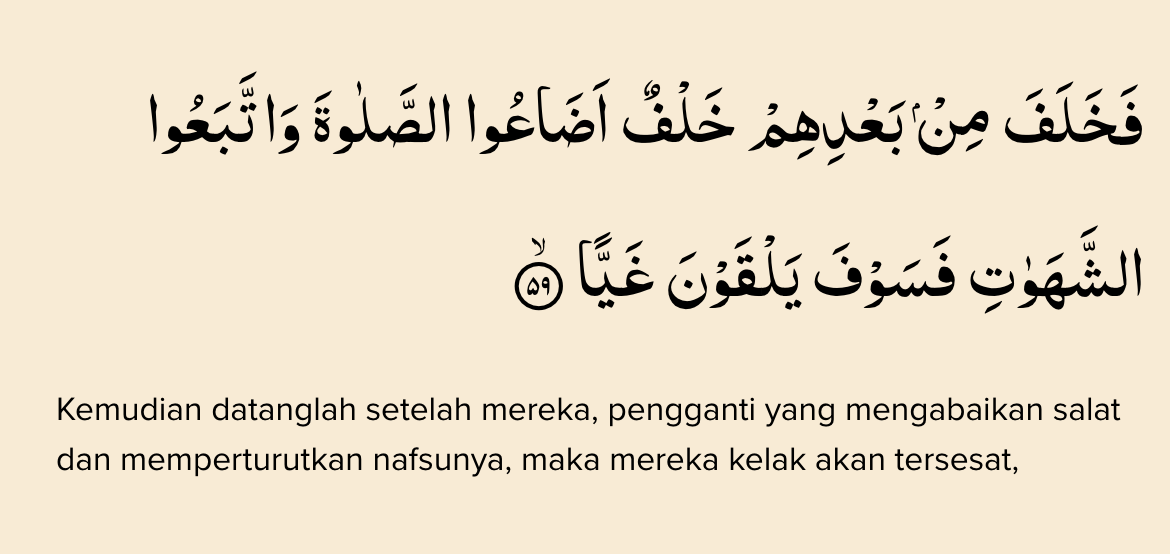 فَخَلَفَ مِنْۢ بَعْدِهِمْ خَلْفٌ اَضَاعُوا الصَّلٰوةَ وَاتَّبَعُوا
الشَّهَوٰتِ فَسَوْفَ يَلْقَوْنَ غَيًّا ۙ ۝٥٩
Kemudian datanglah setelah mereka, pengganti yang mengabaikan salat
dan memperturutkan nafsunya, maka mereka kelak akan tersesat,